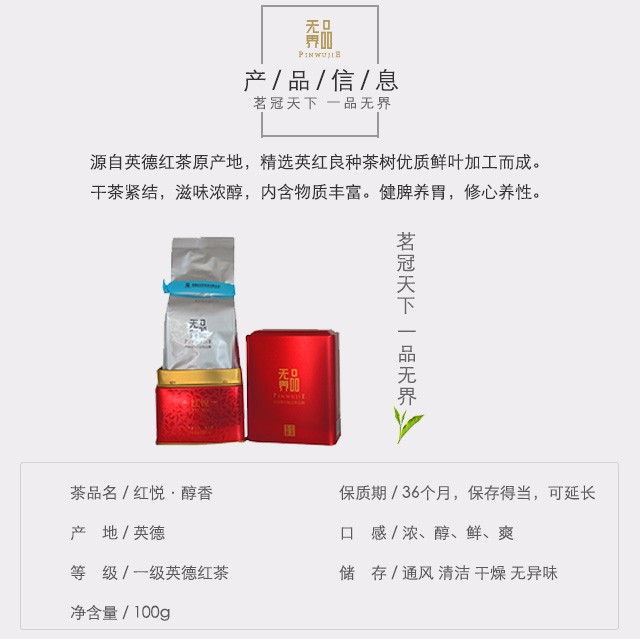 无品界
PINWUJIE
产/品/信/息
茗冠天下 一品无界
源自英德红茶原产地，精选英红良种茶树优质鲜叶加工而成。
干茶紧结，滋味浓醇，内含物质丰富。健脾养胃，修心养性。
茗冠天下 一品无界
无品界
无品界
PINWUJIE
红悦
茶品名 / 红悦·醇香
保质期 / 36个月，保存得当，可延长
产 地 / 英德
口 感 / 浓、醇、鲜、爽
等 级 / 一级英德红茶
储 存 / 通风 清洁 干燥 无异味
净含量 / 100g